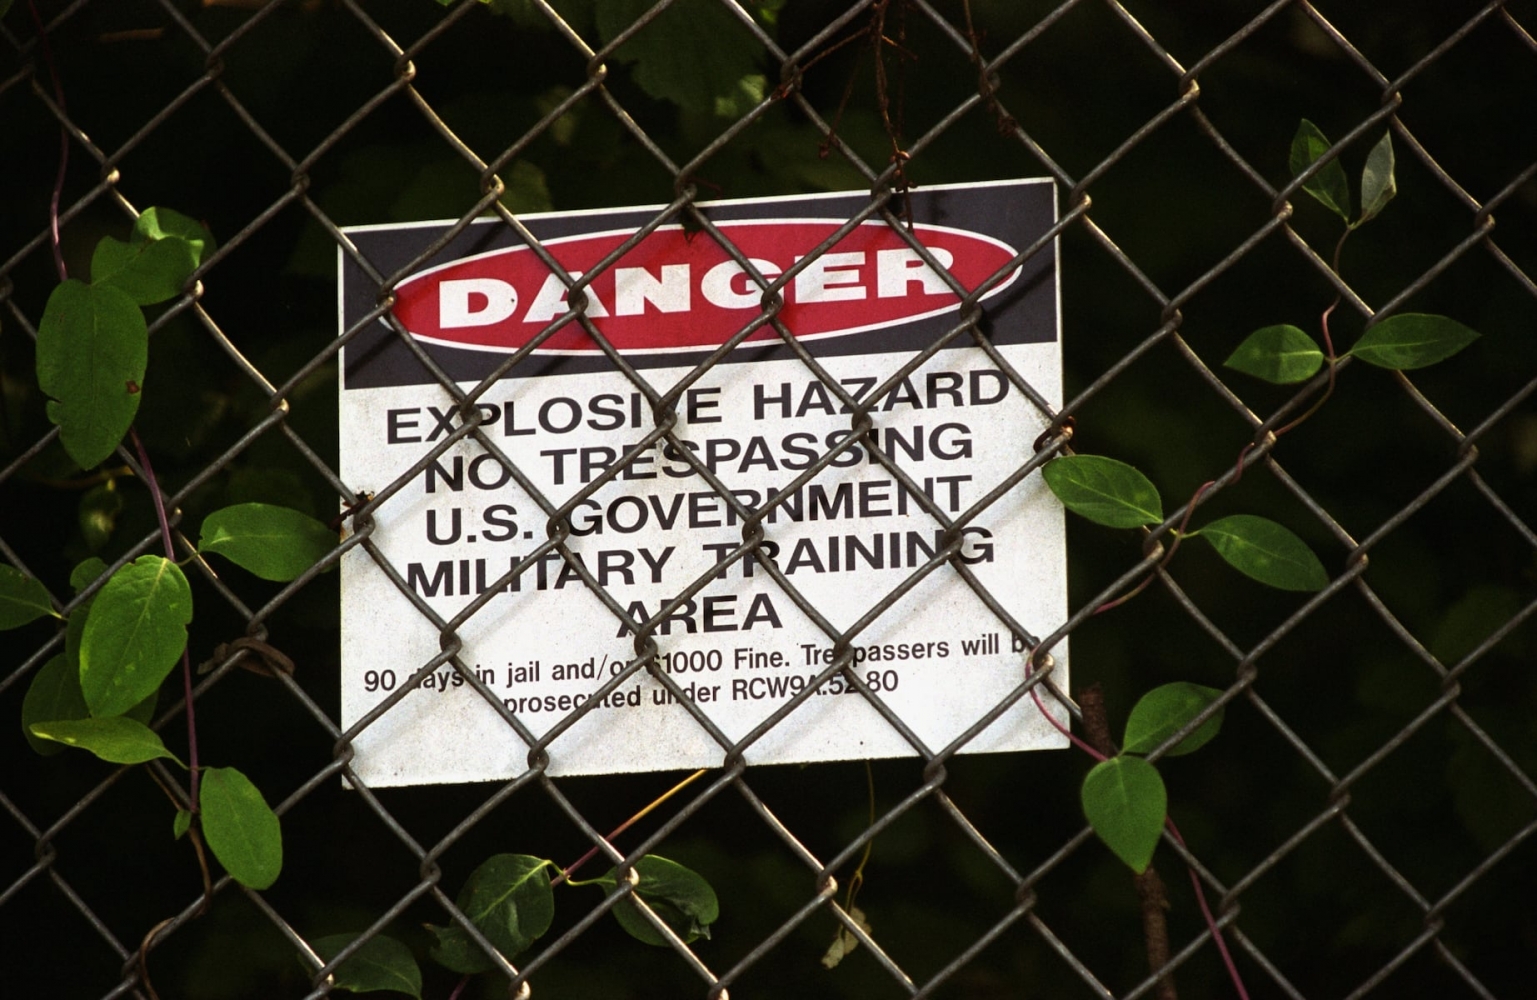 DANGER
EXPLOSIVE HAZARD
NO TRESPASSING
U.S. GOVERNMENT
MILITARY TRAINING
AREA
90 days in jail and/or $1000 Fine. Trespassers will be
prosecuted under RCW9A.52.80